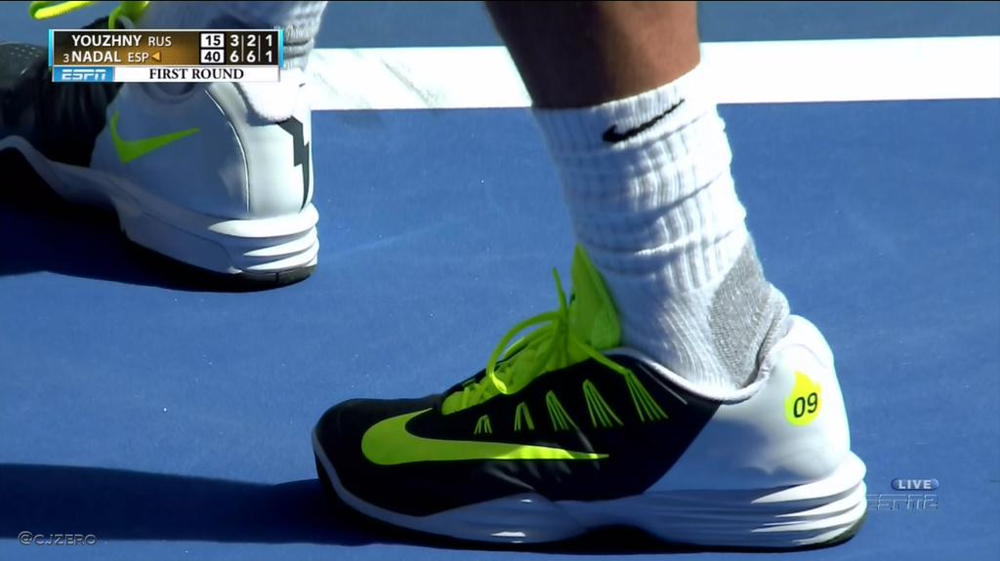 YOUZHNY RUS 15 3 2 1
3 NADAL ESP 40 6 6 1
ESPN FIRST ROUND
09
LIVE
ESPN2
@CJZERO